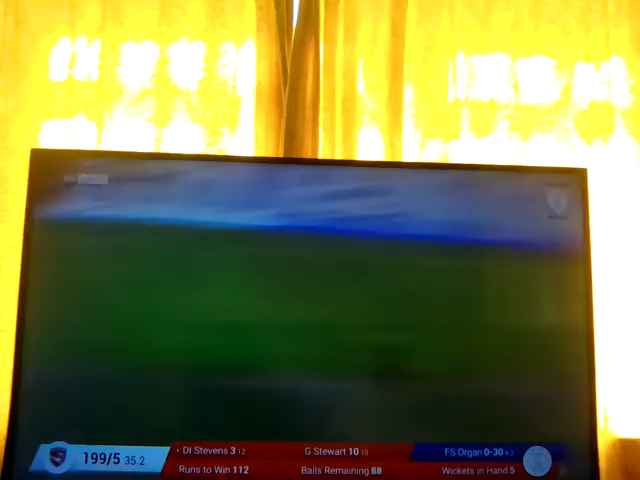 199/5 35.2 • DI Stevens 3 12 G Stewart 10 13 FS Organ 0-30 4.2
Runs to Win 112 Balls Remaining 88 Wickets in Hand 5